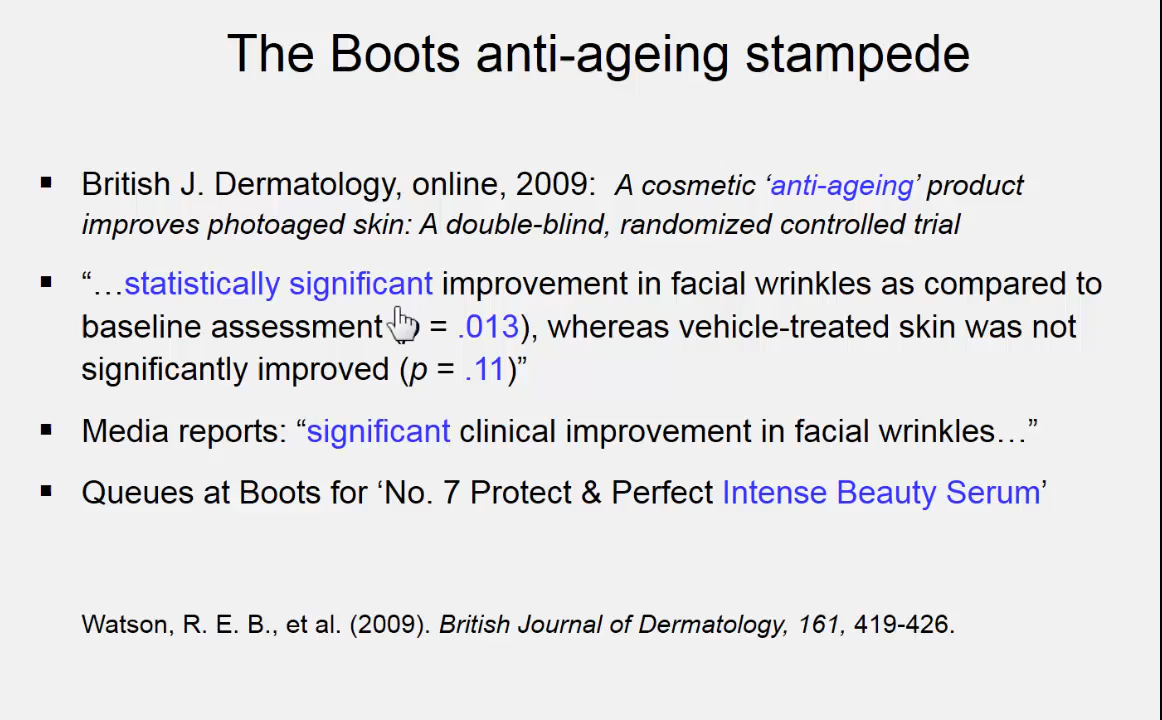 The Boots anti-ageing stampede
▪ British J. Dermatology, online, 2009: A cosmetic ‘anti-ageing’ product
improves photoaged skin: A double-blind, randomized controlled trial
▪ “…statistically significant improvement in facial wrinkles as compared to
baseline assessment = .013), whereas vehicle-treated skin was not
significantly improved (p = .11)”
▪ Media reports: “significant clinical improvement in facial wrinkles…”
▪ Queues at Boots for ‘No. 7 Protect & Perfect Intense Beauty Serum’
Watson, R. E. B., et al. (2009). British Journal of Dermatology, 161, 419-426.